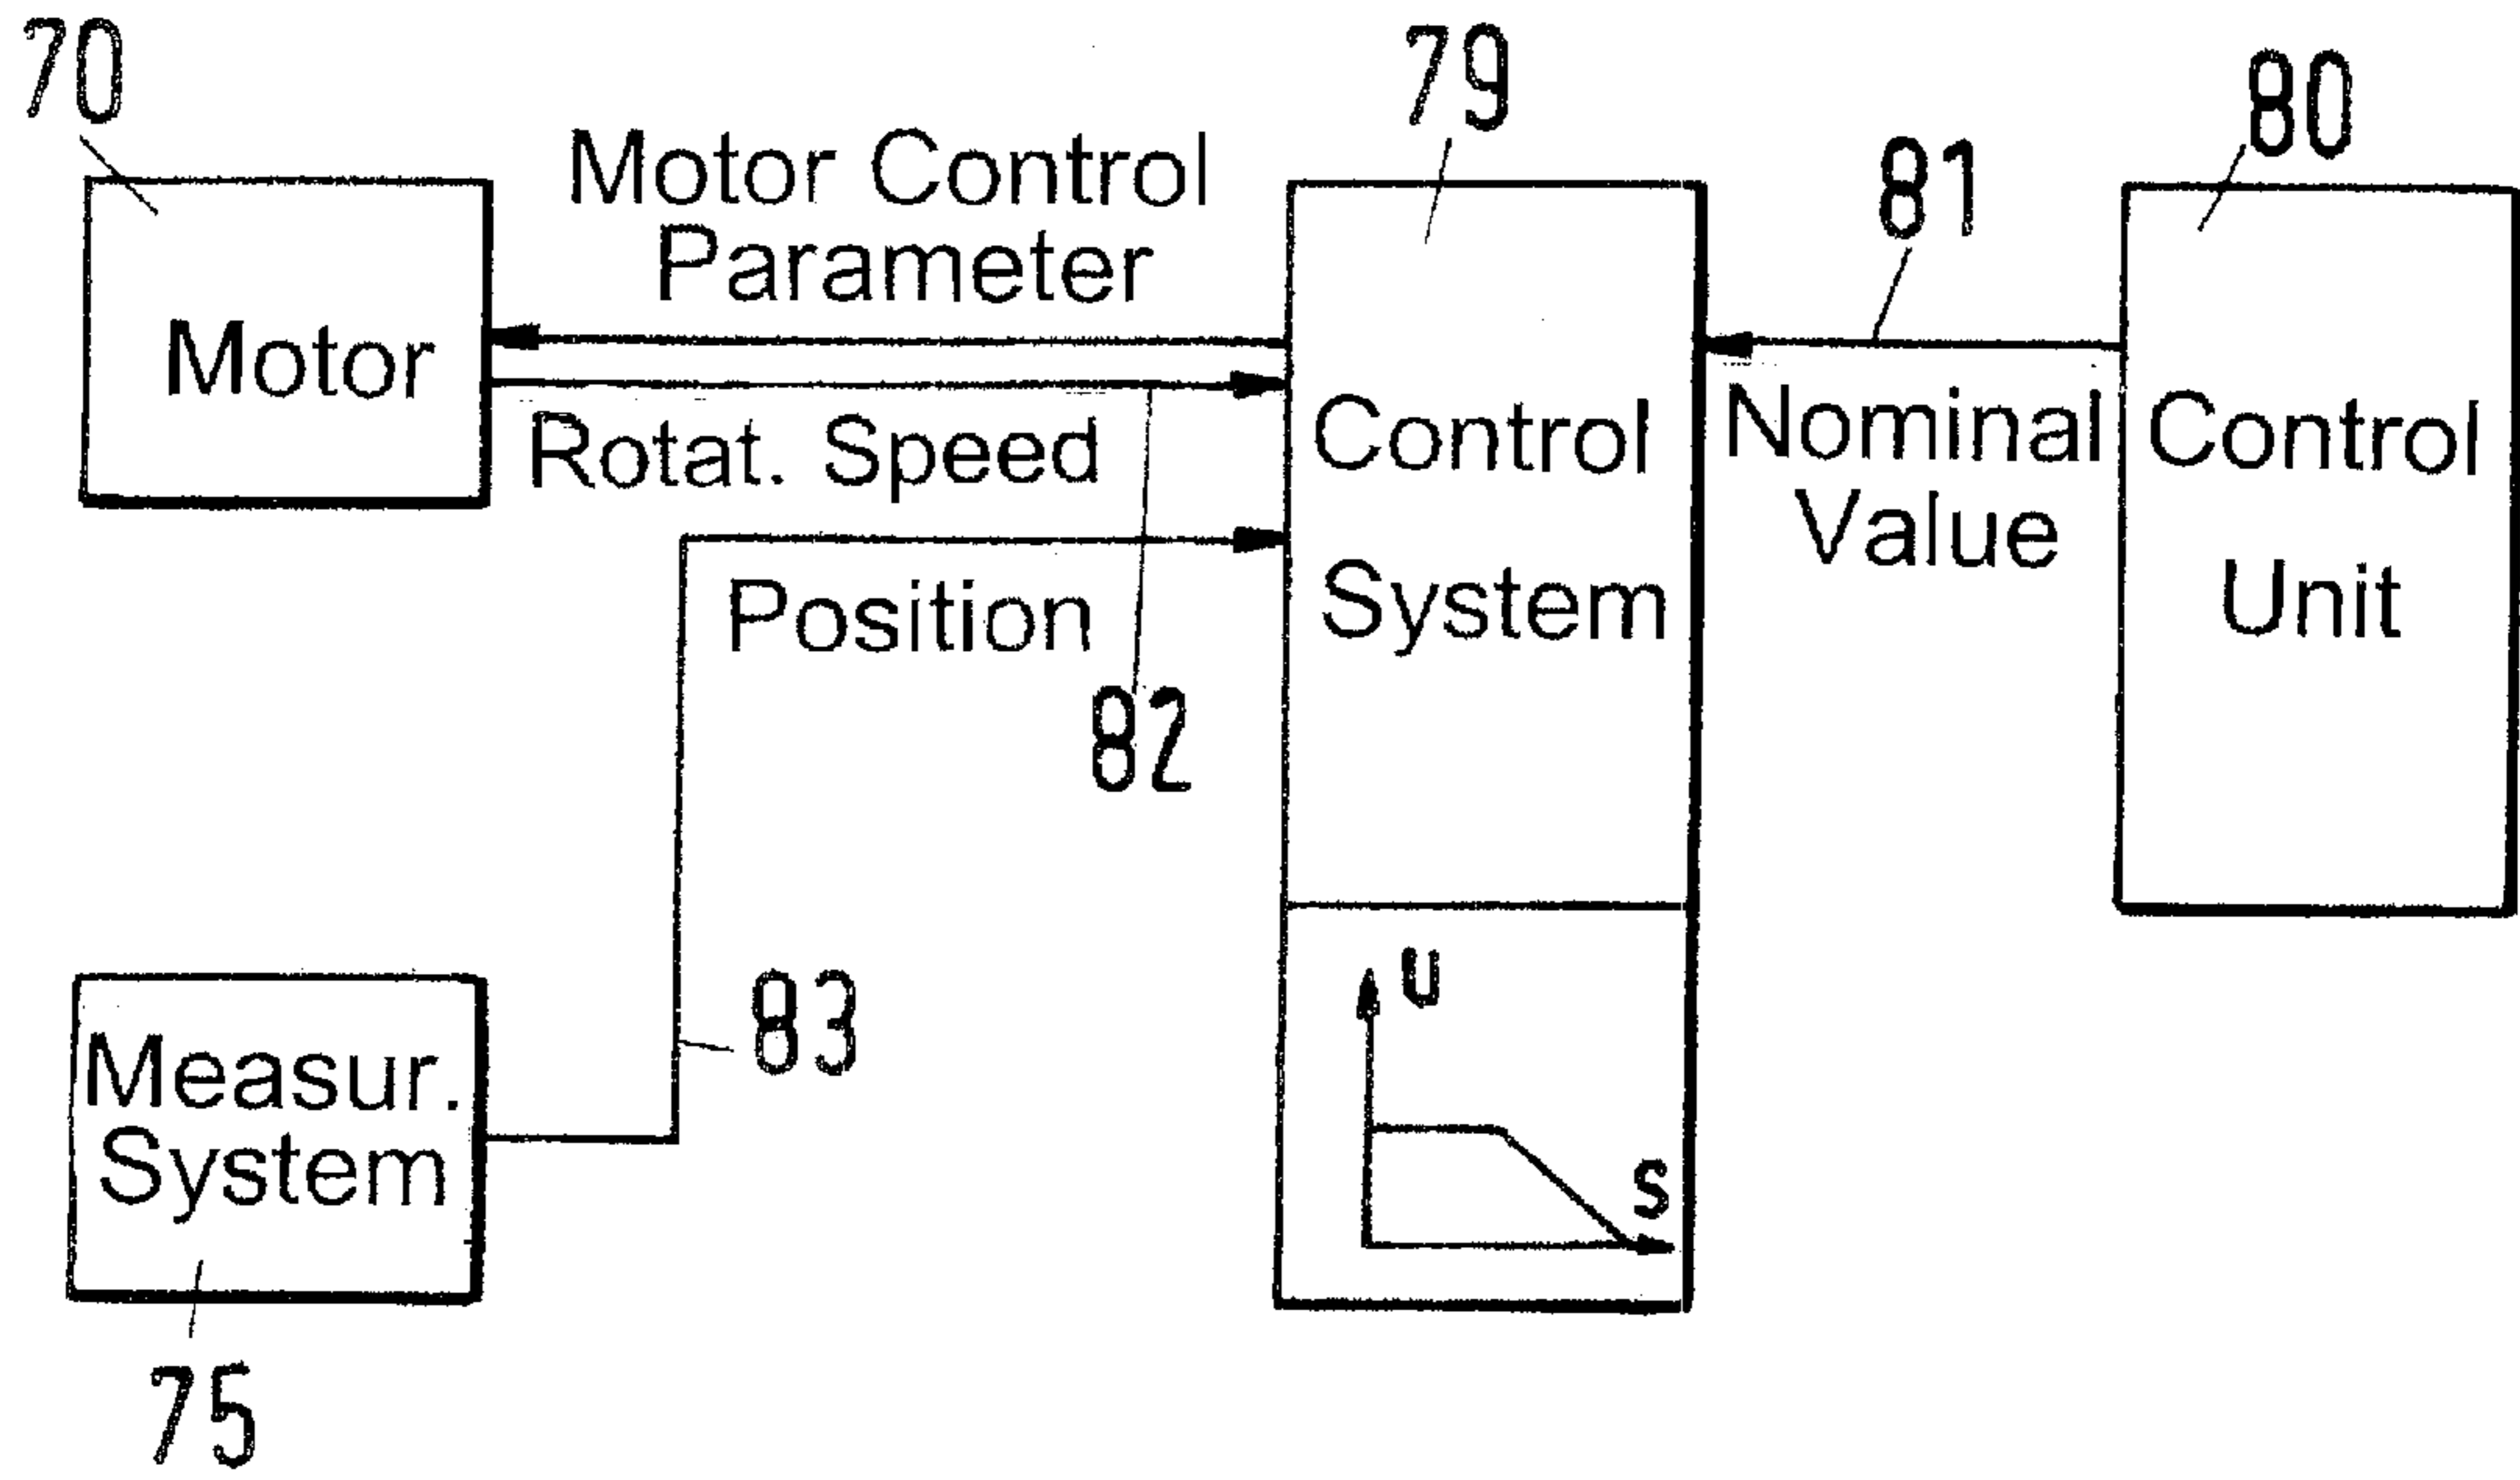 70
79
80
81
Motor Control
Parameter
Motor
Rotat. Speed
Control
System
Nominal
Value
Control
Unit
Position
82
83
U
S
Measur.
System
75